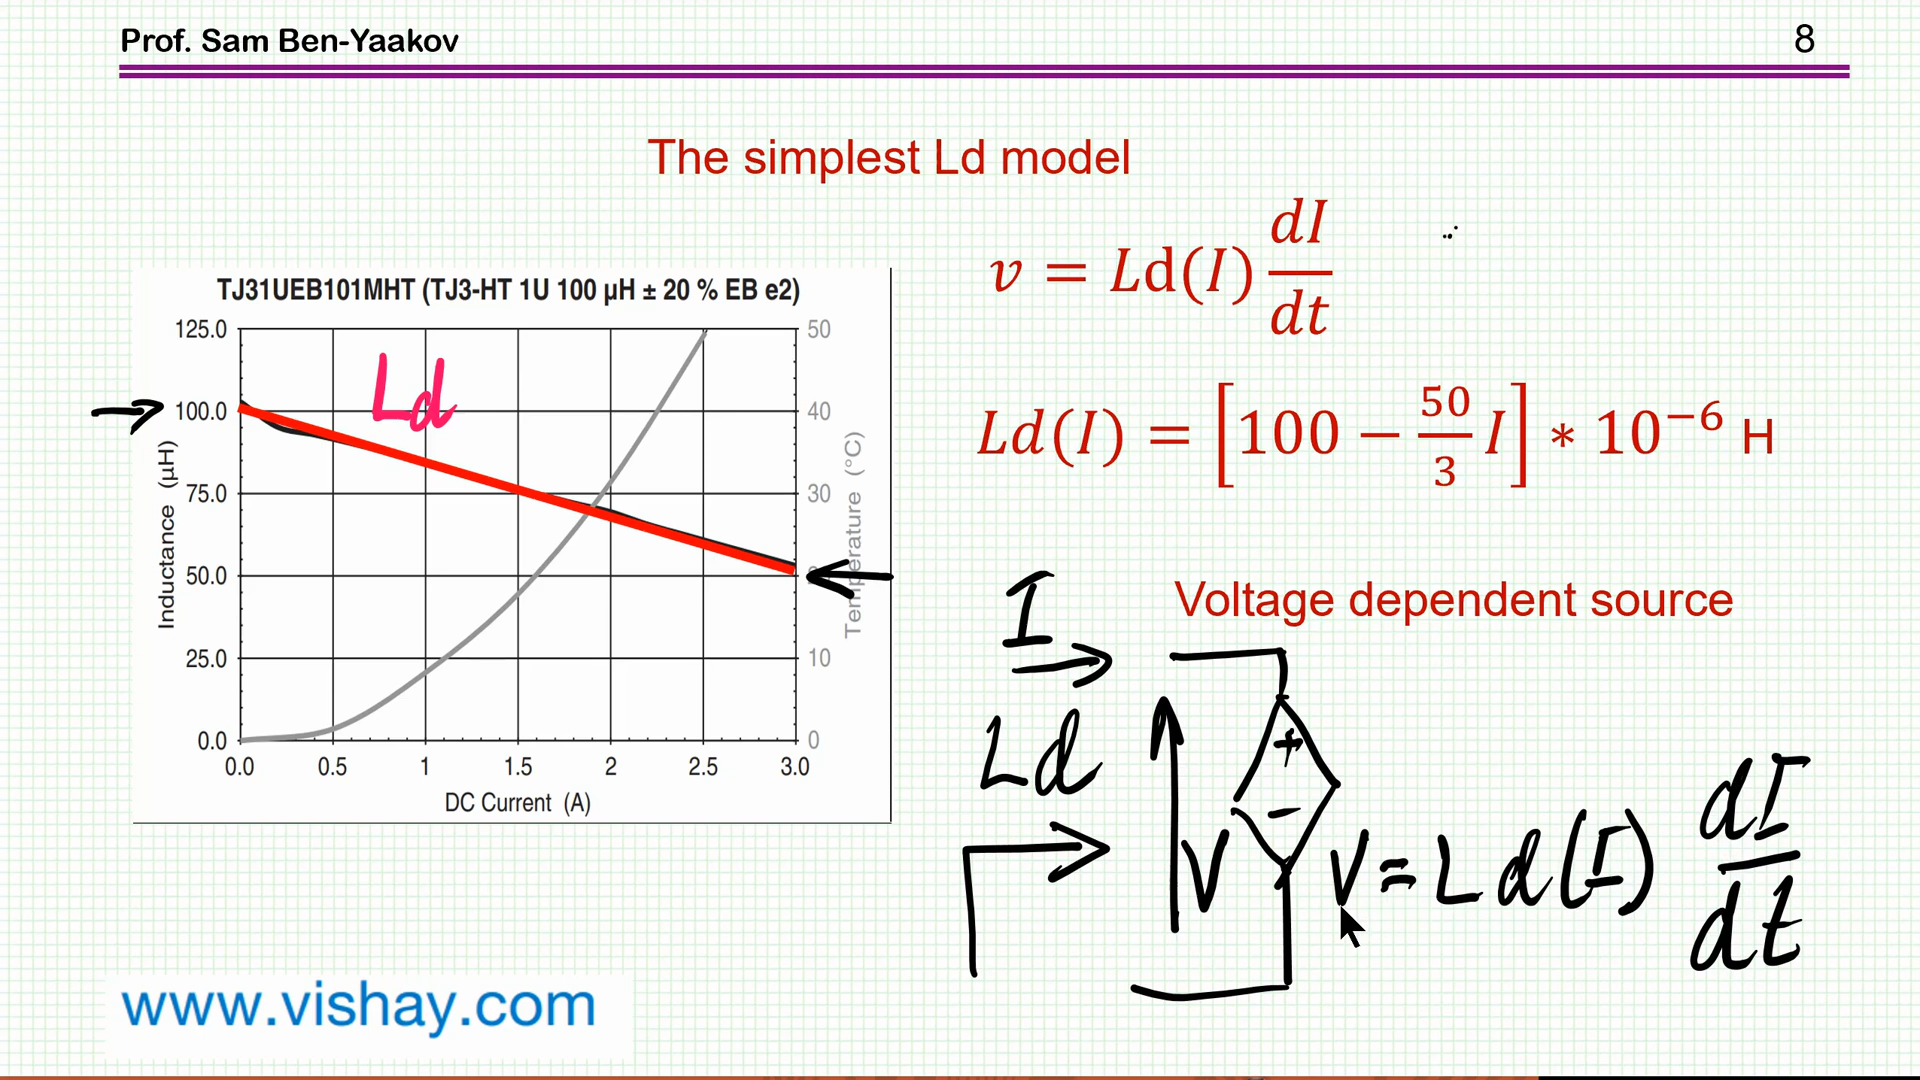 Prof. Sam Ben-Yaakov
8
The simplest Ld model
v = Ld(I) dI/dt
Ld(I) = [100 − 50/3 I] * 10⁻⁶ H
TJ31UEB101MHT (TJ3-HT 1U 100 µH ± 20 % EB e2)
125.0
100.0
75.0
50.0
25.0
0.0
Inductance (µH)
Ld
50
40
30
10
0
Temperature (°C)
0.0 0.5 1 1.5 2 2.5 3.0
DC Current (A)
Voltage dependent source
I
Ld
V
+
−
V = Ld(I) dI/dt
www.vishay.com